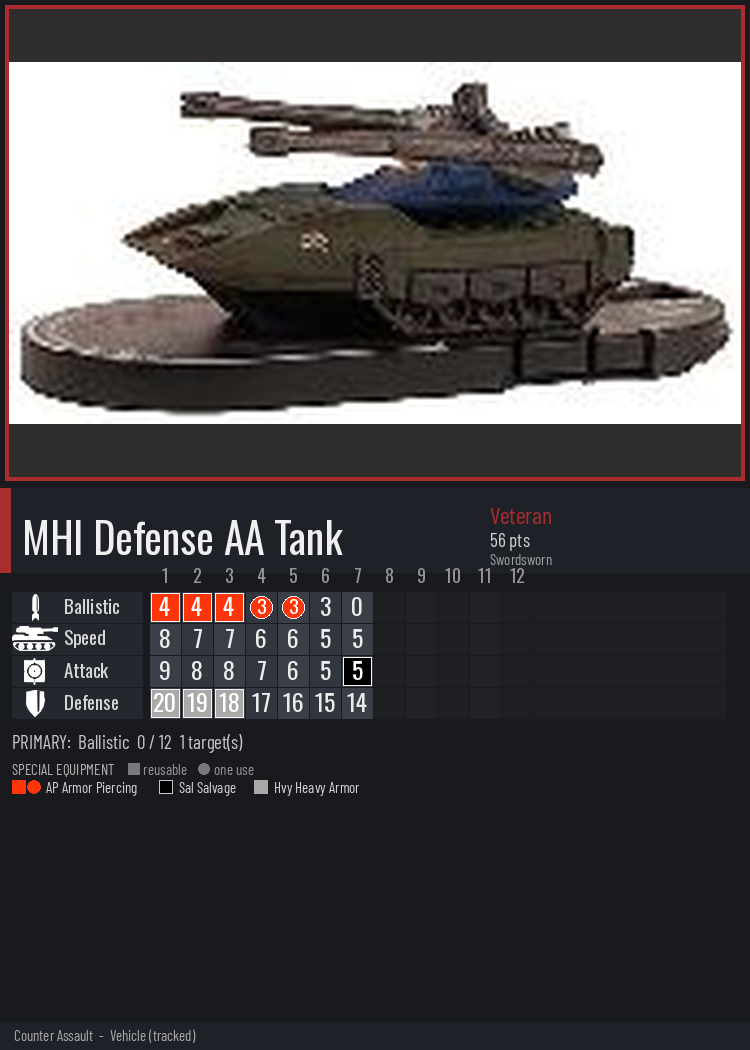 MHI Defense AA Tank
Veteran
56 pts
Swordsworn
1 2 3 4 5 6 7 8 9 10 11 12
Ballistic 4 4 4 3 3 3 0
Speed 8 7 7 6 6 5 5
Attack 9 8 8 7 6 5 5
Defense 20 19 18 17 16 15 14
PRIMARY: Ballistic 0 / 12 1 target(s)
SPECIAL EQUIPMENT reusable one use
AP Armor Piercing Sal Salvage Hvy Heavy Armor
Counter Assault - Vehicle (tracked)